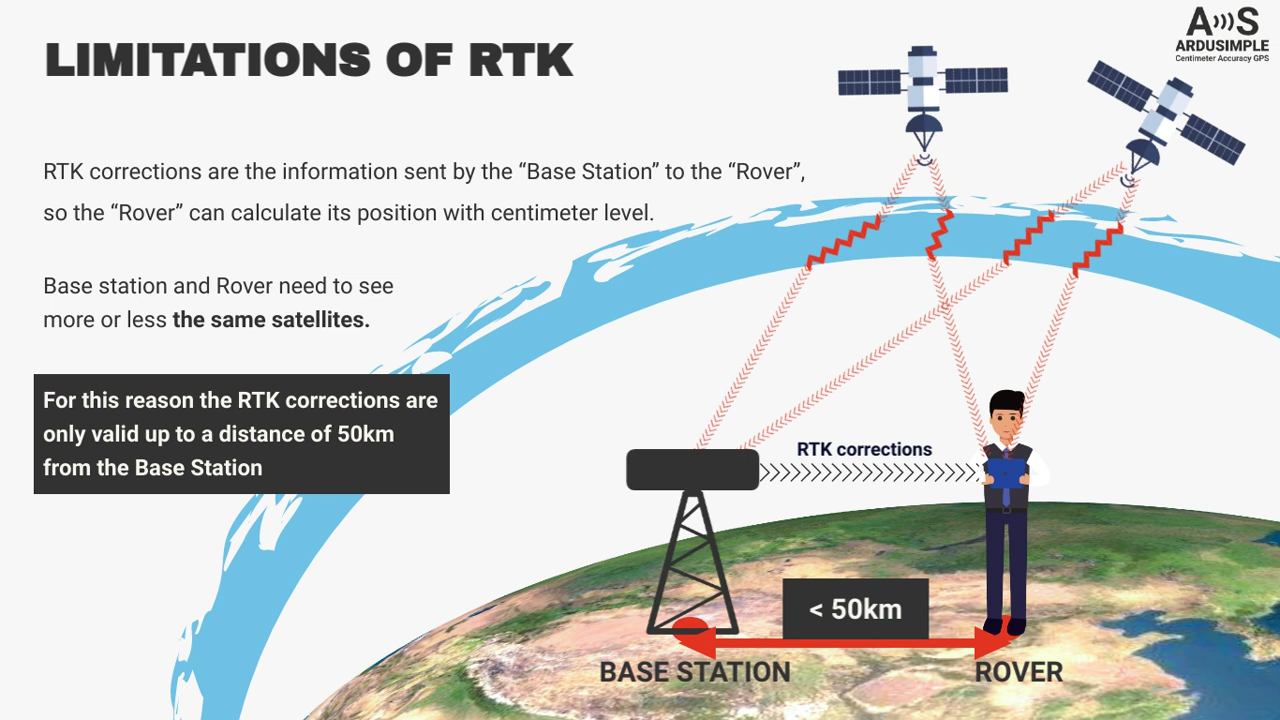 LIMITATIONS OF RTK
A S
ARDUSIMPLE
Centimeter Accuracy GPS
RTK corrections are the information sent by the “Base Station” to the “Rover”,
so the “Rover” can calculate its position with centimeter level.
Base station and Rover need to see
more or less the same satellites.
For this reason the RTK corrections are
only valid up to a distance of 50km
from the Base Station
RTK corrections
< 50km
BASE STATION
ROVER